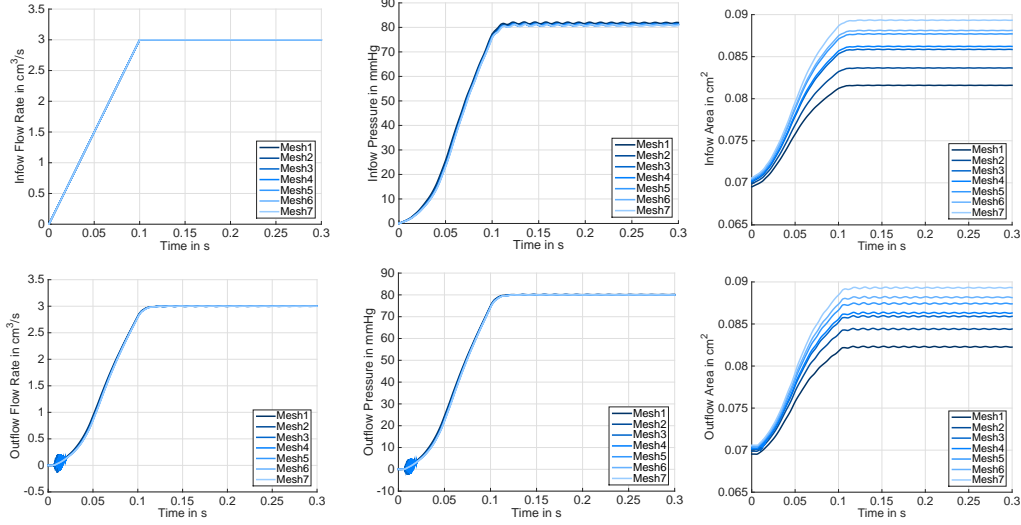 Infow Flow Rate in cm³/s
3.5
3
2.5
2
1.5
1
0.5
0
0 0.05 0.1 0.15 0.2 0.25 0.3
Time in s
Mesh1
Mesh2
Mesh3
Mesh4
Mesh5
Mesh6
Mesh7
Infow Pressure in mmHg
90
80
70
60
50
40
30
20
10
0
0 0.05 0.1 0.15 0.2 0.25 0.3
Time in s
Mesh1
Mesh2
Mesh3
Mesh4
Mesh5
Mesh6
Mesh7
Infow Area in cm²
0.09
0.085
0.08
0.075
0.07
0.065
0 0.05 0.1 0.15 0.2 0.25 0.3
Time in s
Mesh1
Mesh2
Mesh3
Mesh4
Mesh5
Mesh6
Mesh7
Outflow Flow Rate in cm³/s
3.5
3
2.5
2
1.5
1
0.5
0
-0.5
0 0.05 0.1 0.15 0.2 0.25 0.3
Time in s
Mesh1
Mesh2
Mesh3
Mesh4
Mesh5
Mesh6
Mesh7
Outflow Pressure in mmHg
90
80
70
60
50
40
30
20
10
0
-10
0 0.05 0.1 0.15 0.2 0.25 0.3
Time in s
Mesh1
Mesh2
Mesh3
Mesh4
Mesh5
Mesh6
Mesh7
Outflow Area in cm²
0.09
0.085
0.08
0.075
0.07
0.065
0 0.05 0.1 0.15 0.2 0.25 0.3
Time in s
Mesh1
Mesh2
Mesh3
Mesh4
Mesh5
Mesh6
Mesh7